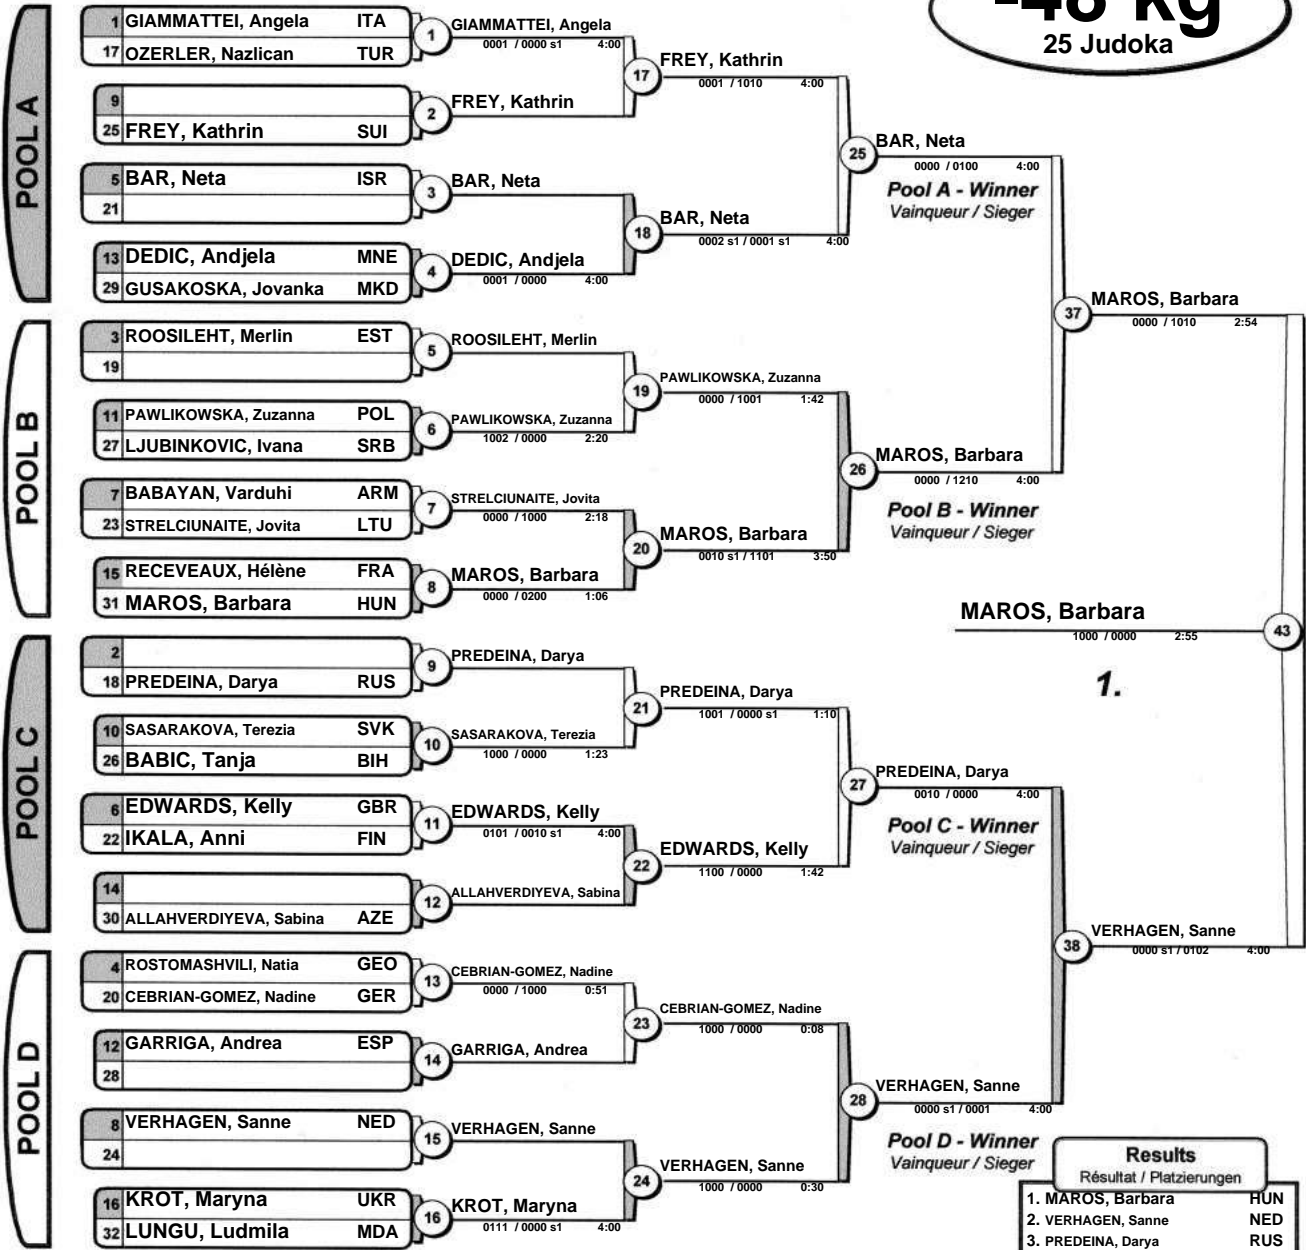 -48 kg
25 Judoka
POOL A
1 GIAMMATTEI, Angela ITA
17 OZERLER, Nazlican TUR
9
25 FREY, Kathrin SUI
5 BAR, Neta ISR
21
13 DEDIC, Andjela MNE
29 GUSAKOSKA, Jovanka MKD
POOL B
3 ROOSILEHT, Merlin EST
19
11 PAWLIKOWSKA, Zuzanna POL
27 LJUBINKOVIC, Ivana SRB
7 BABAYAN, Varduhi ARM
23 STRELCIUNAITE, Jovita LTU
15 RECEVEAUX, Hélène FRA
31 MAROS, Barbara HUN
POOL C
2
18 PREDEINA, Darya RUS
10 SASARAKOVA, Terezia SVK
26 BABIC, Tanja BIH
6 EDWARDS, Kelly GBR
22 IKALA, Anni FIN
14
30 ALLAHVERDIYEVA, Sabina AZE
POOL D
4 ROSTOMASHVILI, Natia GEO
20 CEBRIAN-GOMEZ, Nadine GER
12 GARRIGA, Andrea ESP
28
8 VERHAGEN, Sanne NED
24
16 KROT, Maryna UKR
32 LUNGU, Ludmila MDA
1 GIAMMATTEI, Angela
0001 / 0000 s1 4:00
2 FREY, Kathrin
3 BAR, Neta
4 DEDIC, Andjela
0001 / 0000 4:00
5 ROOSILEHT, Merlin
6 PAWLIKOWSKA, Zuzanna
1002 / 0000 2:20
7 STRELCIUNAITE, Jovita
0000 / 1000 2:18
8 MAROS, Barbara
0000 / 0200 1:06
9 PREDEINA, Darya
10 SASARAKOVA, Terezia
1000 / 0000 1:23
11 EDWARDS, Kelly
0101 / 0010 s1 4:00
12 ALLAHVERDIYEVA, Sabina
13 CEBRIAN-GOMEZ, Nadine
0000 / 1000 0:51
14 GARRIGA, Andrea
15 VERHAGEN, Sanne
16 KROT, Maryna
0111 / 0000 s1 4:00
17 FREY, Kathrin
0001 / 1010 4:00
18 BAR, Neta
0002 s1 / 0001 s1 4:00
19 PAWLIKOWSKA, Zuzanna
0000 / 1001 1:42
20 MAROS, Barbara
0010 s1 / 1101 3:50
21 PREDEINA, Darya
1001 / 0000 s1 1:10
22 EDWARDS, Kelly
1100 / 0000 1:42
23 CEBRIAN-GOMEZ, Nadine
1000 / 0000 0:08
24 VERHAGEN, Sanne
1000 / 0000 0:30
25 BAR, Neta
0000 / 0100 4:00
Pool A - Winner
Vainqueur / Sieger
26 MAROS, Barbara
0000 / 1210 4:00
Pool B - Winner
Vainqueur / Sieger
27 PREDEINA, Darya
0010 / 0000 4:00
Pool C - Winner
Vainqueur / Sieger
28 VERHAGEN, Sanne
0000 s1 / 0001 4:00
Pool D - Winner
Vainqueur / Sieger
37 MAROS, Barbara
0000 / 1010 2:54
38 VERHAGEN, Sanne
0000 s1 / 0102 4:00
MAROS, Barbara 43
1000 / 0000 2:55
1.
Results
Résultat / Platzierungen
1. MAROS, Barbara HUN
2. VERHAGEN, Sanne NED
3. PREDEINA, Darya RUS